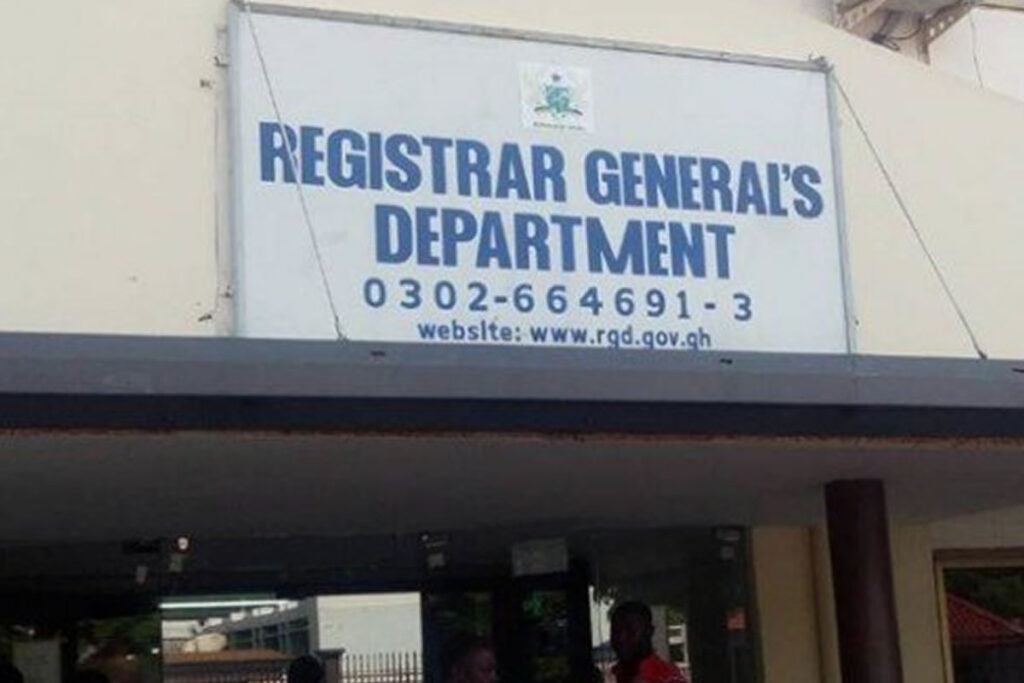 REGISTRAR GENERAL'S
DEPARTMENT
0302-664691-3
website: www.rgd.gov.gh